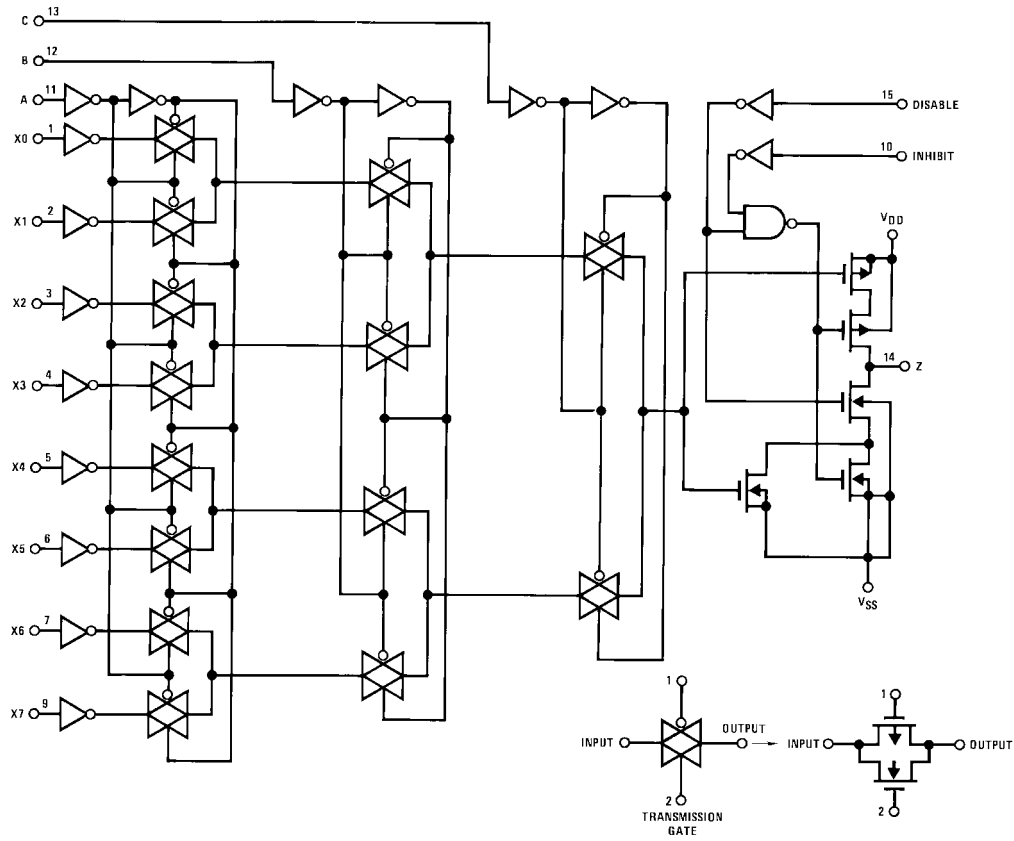 C 13
B 12
A 11
X0 1
X1 2
X2 3
X3 4
X4 5
X5 6
X6 7
X7 9
15 DISABLE
10 INHIBIT
VDD
14 Z
VSS
1
INPUT
OUTPUT
2
TRANSMISSION
GATE
1
INPUT
OUTPUT
2